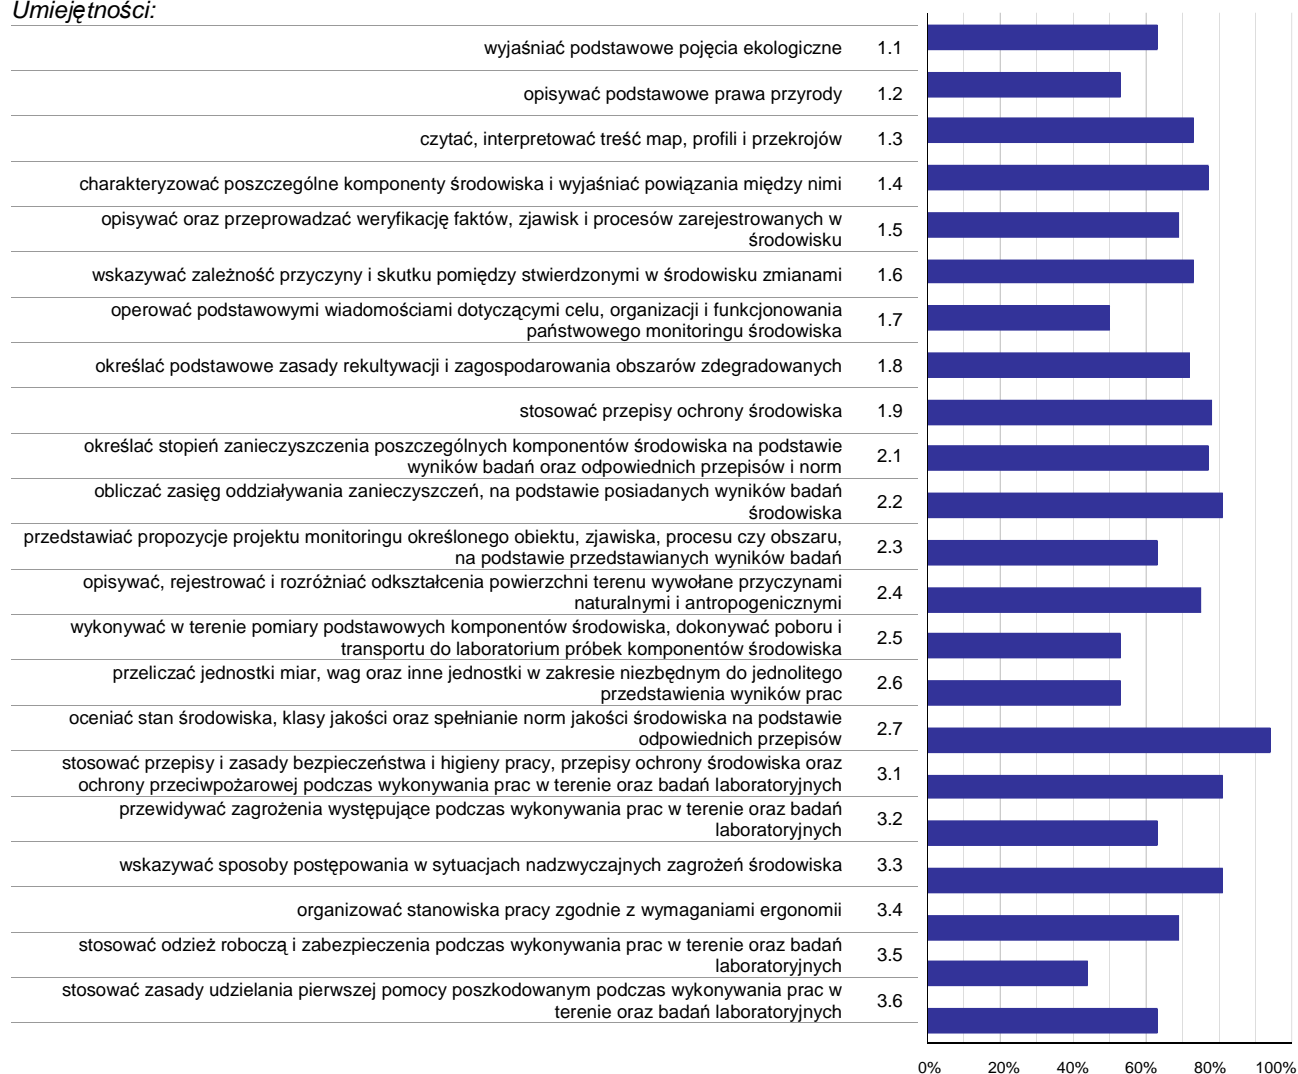 Umiejętności:
wyjaśniać podstawowe pojęcia ekologiczne 1.1
opisywać podstawowe prawa przyrody 1.2
czytać, interpretować treść map, profili i przekrojów 1.3
charakteryzować poszczególne komponenty środowiska i wyjaśniać powiązania między nimi 1.4
opisywać oraz przeprowadzać weryfikację faktów, zjawisk i procesów zarejestrowanych w
środowisku 1.5
wskazywać zależność przyczyny i skutku pomiędzy stwierdzonymi w środowisku zmianami 1.6
operować podstawowymi wiadomościami dotyczącymi celu, organizacji i funkcjonowania
państwowego monitoringu środowiska 1.7
określać podstawowe zasady rekultywacji i zagospodarowania obszarów zdegradowanych 1.8
stosować przepisy ochrony środowiska 1.9
określać stopień zanieczyszczenia poszczególnych komponentów środowiska na podstawie
wyników badań oraz odpowiednich przepisów i norm 2.1
obliczać zasięg oddziaływania zanieczyszczeń, na podstawie posiadanych wyników badań
środowiska 2.2
przedstawiać propozycje projektu monitoringu określonego obiektu, zjawiska, procesu czy obszaru,
na podstawie przedstawianych wyników badań 2.3
opisywać, rejestrować i rozróżniać odkształcenia powierzchni terenu wywołane przyczynami
naturalnymi i antropogenicznymi 2.4
wykonywać w terenie pomiary podstawowych komponentów środowiska, dokonywać poboru i
transportu do laboratorium próbek komponentów środowiska 2.5
przeliczać jednostki miar, wag oraz inne jednostki w zakresie niezbędnym do jednolitego
przedstawienia wyników prac 2.6
oceniać stan środowiska, klasy jakości oraz spełnianie norm jakości środowiska na podstawie
odpowiednich przepisów 2.7
stosować przepisy i zasady bezpieczeństwa i higieny pracy, przepisy ochrony środowiska oraz
ochrony przeciwpożarowej podczas wykonywania prac w terenie oraz badań laboratoryjnych 3.1
przewidywać zagrożenia występujące podczas wykonywania prac w terenie oraz badań
laboratoryjnych 3.2
wskazywać sposoby postępowania w sytuacjach nadzwyczajnych zagrożeń środowiska 3.3
organizować stanowiska pracy zgodnie z wymaganiami ergonomii 3.4
stosować odzież roboczą i zabezpieczenia podczas wykonywania prac w terenie oraz badań
laboratoryjnych 3.5
stosować zasady udzielania pierwszej pomocy poszkodowanym podczas wykonywania prac w
terenie oraz badań laboratoryjnych 3.6
0% 20% 40% 60% 80% 100%